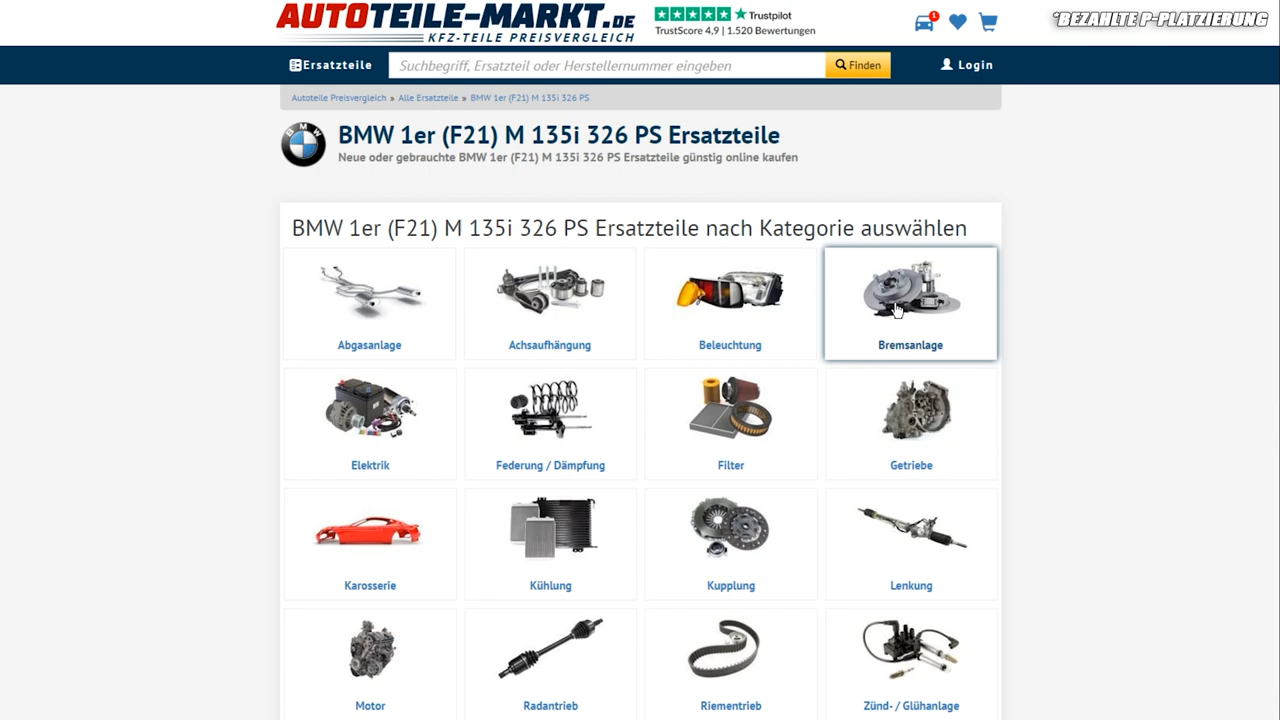 AUTOTEILE-MARKT.DE
KFZ-TEILE PREISVERGLEICH
Trustpilot
TrustScore 4,9 | 1.520 Bewertungen
1
*BEZAHLTE P-PLATZIERUNG
Ersatzteile
Suchbegriff, Ersatzteil oder Herstellernummer eingeben
Finden
Login
Autoteile Preisvergleich » Alle Ersatzteile » BMW 1er (F21) M 135i 326 PS
BMW
BMW 1er (F21) M 135i 326 PS Ersatzteile
Neue oder gebrauchte BMW 1er (F21) M 135i 326 PS Ersatzteile günstig online kaufen
BMW 1er (F21) M 135i 326 PS Ersatzteile nach Kategorie auswählen
Abgasanlage
Achsaufhängung
Beleuchtung
Bremsanlage
Elektrik
Federung / Dämpfung
Filter
Getriebe
Karosserie
Kühlung
Kupplung
Lenkung
Motor
Radantrieb
Riementrieb
Zünd- / Glühanlage